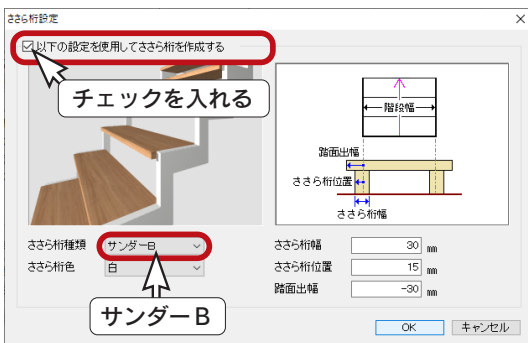 ささら桁設定
以下の設定を使用してささら桁を作成する
チェックを入れる
階段幅
踏面出幅
ささら桁位置
ささら桁幅
ささら桁種類 サンダーB
ささら桁色 白
サンダーB
ささら桁幅 30 mm
ささら桁位置 15 mm
踏面出幅 -30 mm
OK キャンセル